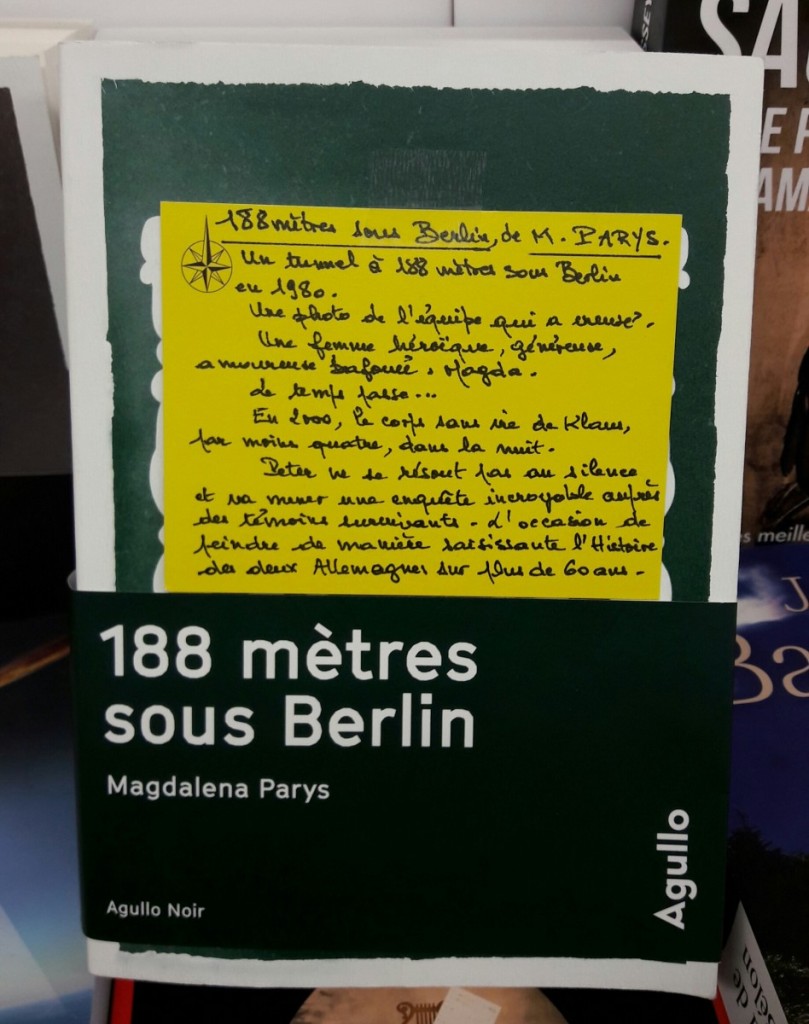 188 mètres sous Berlin, de M. PARYS.
Un tunnel à 188 mètres sous Berlin
en 1980.
Une photo de l'équipe qui a creusé.
Une femme héroïque, généreuse,
amoureuse bafouée, Magda.
Le temps passe...
En 2000, le corps sans vie de Klaus,
par moins quatre, dans la nuit.
Peter ne se résout pas au silence
et va mener une enquête incroyable auprès
des témoins survivants. L'occasion de
peindre de manière saisissante l'Histoire
des deux Allemagnes sur plus de 60 ans.
188 mètres
sous Berlin
Magdalena Parys
Agullo Noir
Agullo
SA
E P
AM
s meille
J
Ba